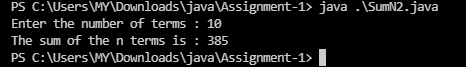 PS C:\Users\MY\Downloads\java\Assignment-1> java .\SumN2.java
Enter the number of terms : 10
The sum of the n terms is : 385
PS C:\Users\MY\Downloads\java\Assignment-1>